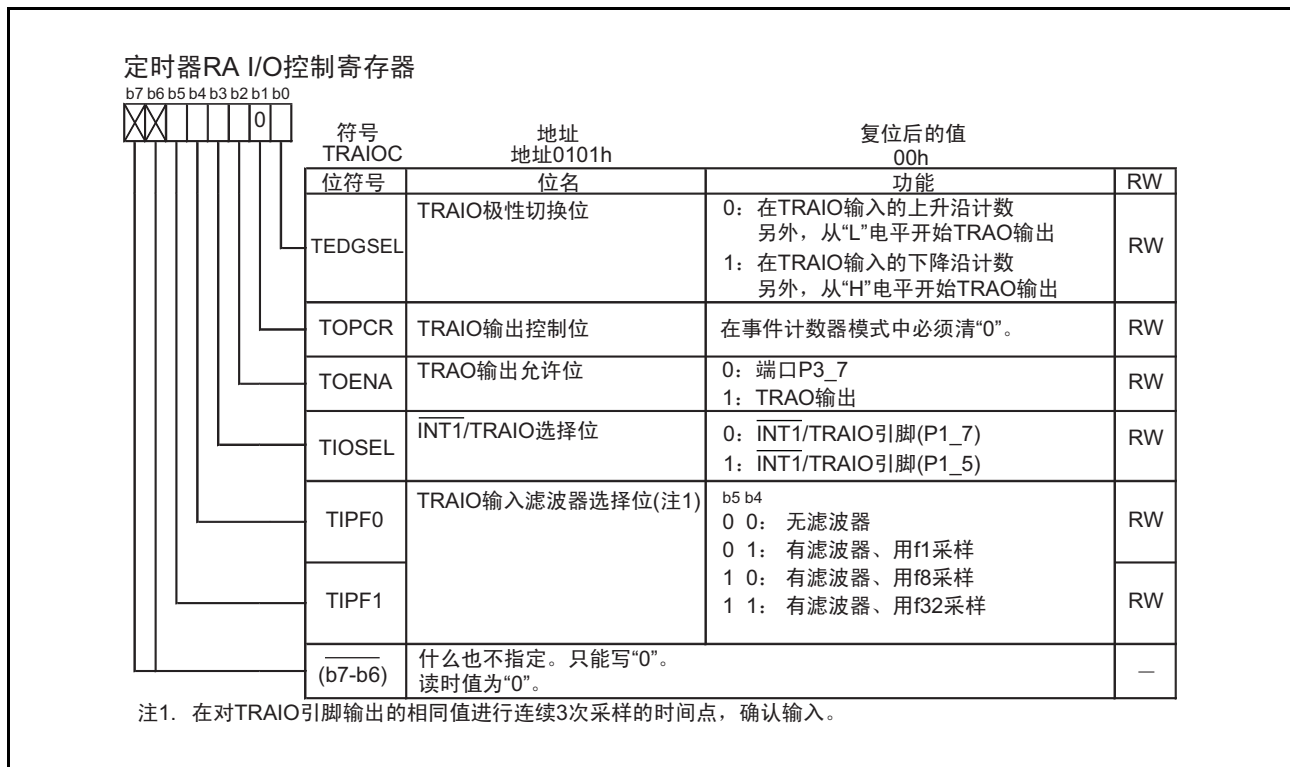 定时器RA I/O控制寄存器
b7 b6 b5 b4 b3 b2 b1 b0
0
符号 地址 复位后的值
TRAIOC 地址0101h 00h
位符号 位名 功能 RW
TEDGSEL TRAIO极性切换位 0：在TRAIO输入的上升沿计数 RW
另外，从“L”电平开始TRAO输出
1：在TRAIO输入的下降沿计数
另外，从“H”电平开始TRAO输出
TOPCR TRAIO输出控制位 在事件计数器模式中必须清“0”。 RW
TOENA TRAO输出允许位 0：端口P3_7 RW
1：TRAO输出
TIOSEL INT1/TRAIO选择位 0：INT1/TRAIO引脚(P1_7) RW
1：INT1/TRAIO引脚(P1_5)
TIPF0 TRAIO输入滤波器选择位(注1) b5 b4 RW
0 0： 无滤波器
0 1： 有滤波器、用f1采样
TIPF1 1 0： 有滤波器、用f8采样 RW
1 1： 有滤波器、用f32采样
(b7-b6) 什么也不指定。只能写“0”。 —
读时值为“0”。
注1. 在对TRAIO引脚输出的相同值进行连续3次采样的时间点，确认输入。